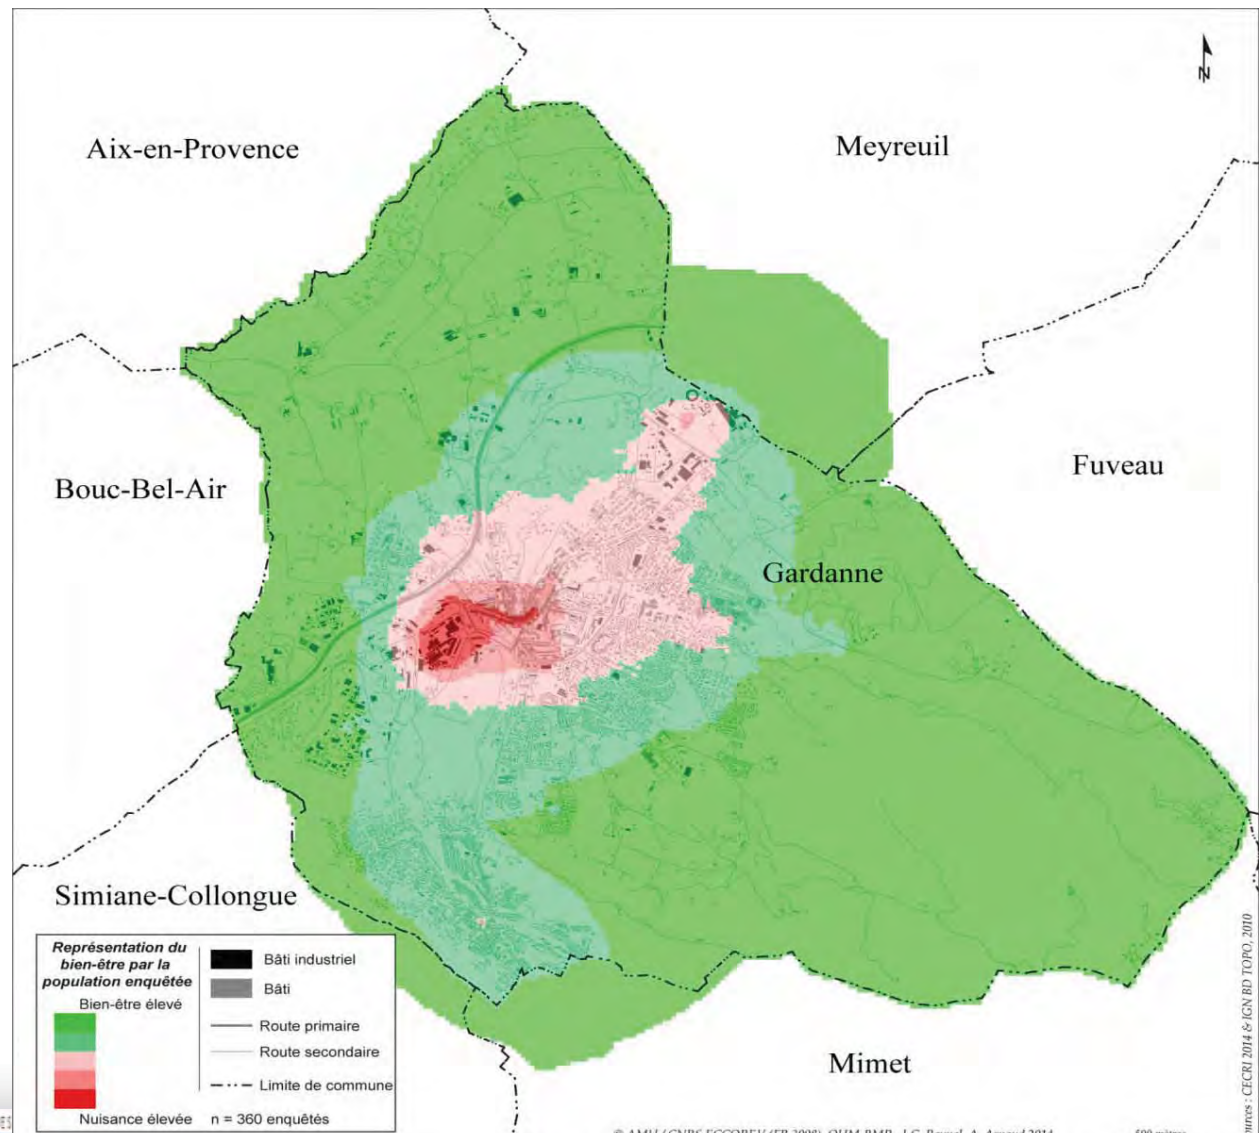 N
Aix-en-Provence
Meyreuil
Bouc-Bel-Air
Fuveau
Gardanne
Simiane-Collongue
Mimet
Représentation du
bien-être par la
population enquêtée
Bien-être élevé
Nuisance élevée
Bâti industriel
Bâti
Route primaire
Route secondaire
Limite de commune
n = 360 enquêtés
: CECRI 2014 & IGN BD TOPO, 2010